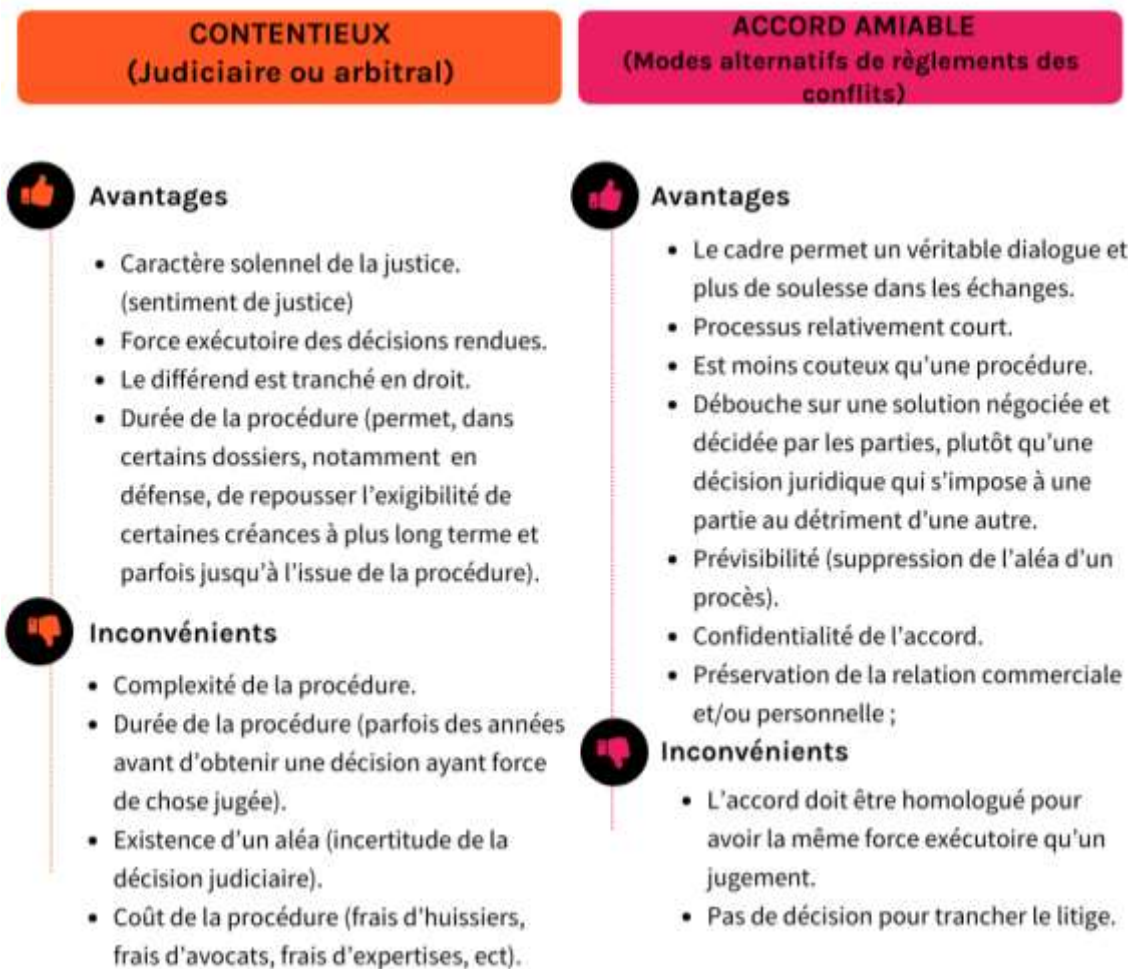 CONTENTIEUX
(Judiciaire ou arbitral)
Avantages
• Caractère solennel de la justice.
(sentiment de justice)
• Force exécutoire des décisions rendues.
• Le différend est tranché en droit.
• Durée de la procédure (permet, dans
certains dossiers, notamment en
défense, de repousser l'exigibilité de
certaines créances à plus long terme et
parfois jusqu'à l'issue de la procédure).
Inconvénients
• Complexité de la procédure.
• Durée de la procédure (parfois des années
avant d'obtenir une décision ayant force
de chose jugée).
• Existence d'un aléa (incertitude de la
décision judiciaire).
• Coût de la procédure (frais d'huissiers,
frais d'avocats, frais d'expertises, ect).
ACCORD AMIABLE
(Modes alternatifs de règlements des
conflits)
Avantages
• Le cadre permet un véritable dialogue et
plus de soulesse dans les échanges.
• Processus relativement court.
• Est moins couteux qu'une procédure.
• Débouche sur une solution négociée et
décidée par les parties, plutôt qu'une
décision juridique qui s'impose à une
partie au détriment d'une autre.
• Prévisibilité (suppression de l'aléa d'un
procès).
• Confidentialité de l'accord.
• Préservation de la relation commerciale
et/ou personnelle ;
Inconvénients
• L'accord doit être homologué pour
avoir la même force exécutoire qu'un
jugement.
• Pas de décision pour trancher le litige.